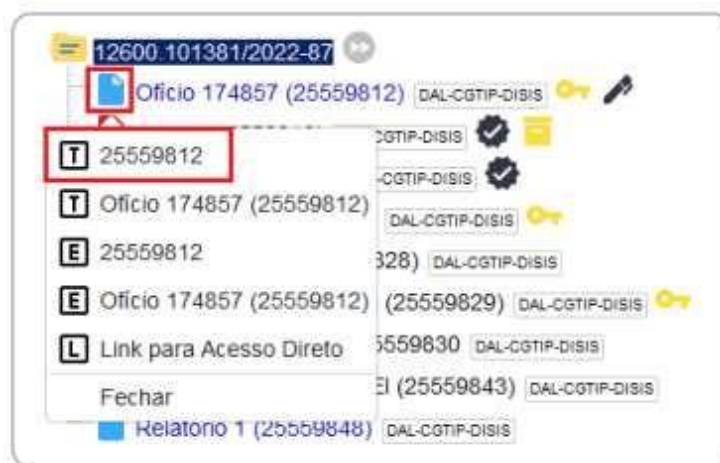 12600.101381/2022-87
Ofício 174857 (25559812) DAL-CGTIP-DISIS
CGTIP-DISIS
T 25559812
-CGTIP-DISIS
T Ofício 174857 (25559812)
DAL-CGTIP-DISIS
E 25559812
328) DAL-CGTIP-DISIS
E Ofício 174857 (25559812)
(25559829) DAL-CGTIP-DISIS
L Link para Acesso Direto
5559830 DAL-CGTIP-DISIS
Fechar
EI (25559843) DAL-CGTIP-DISIS
Relatório 1 (25559848) DAL-CGTIP-DISIS